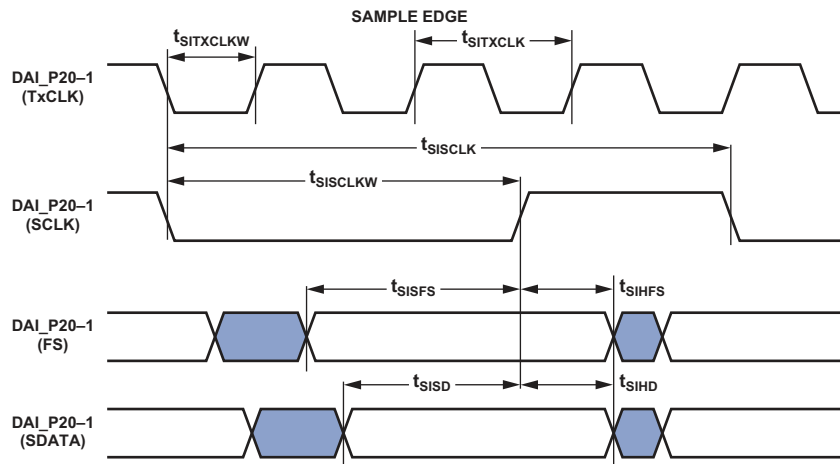 SAMPLE EDGE
tSITXCLKW
tSITXCLK
DAI_P20–1
(TxCLK)
tSISCLK
tSISCLKW
DAI_P20–1
(SCLK)
tSISFS
tSIHFS
DAI_P20–1
(FS)
tSISD
tSIHD
DAI_P20–1
(SDATA)